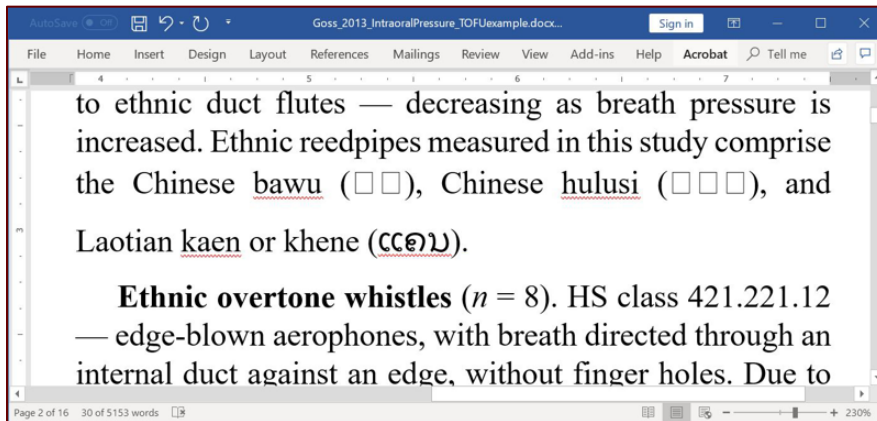 AutoSave Off Goss_2013_IntraoralPressure_TOFUexample.docx... Sign in
File Home Insert Design Layout References Mailings Review View Add-ins Help Acrobat Tell me
4 5 6 7
to ethnic duct flutes — decreasing as breath pressure is
increased. Ethnic reedpipes measured in this study comprise
the Chinese bawu (□□), Chinese hulusi (□□□), and
Laotian kaen or khene (ແຄນ).
Ethnic overtone whistles (n = 8). HS class 421.221.12
— edge-blown aerophones, with breath directed through an
internal duct against an edge, without finger holes. Due to
Page 2 of 16 30 of 5153 words 230%